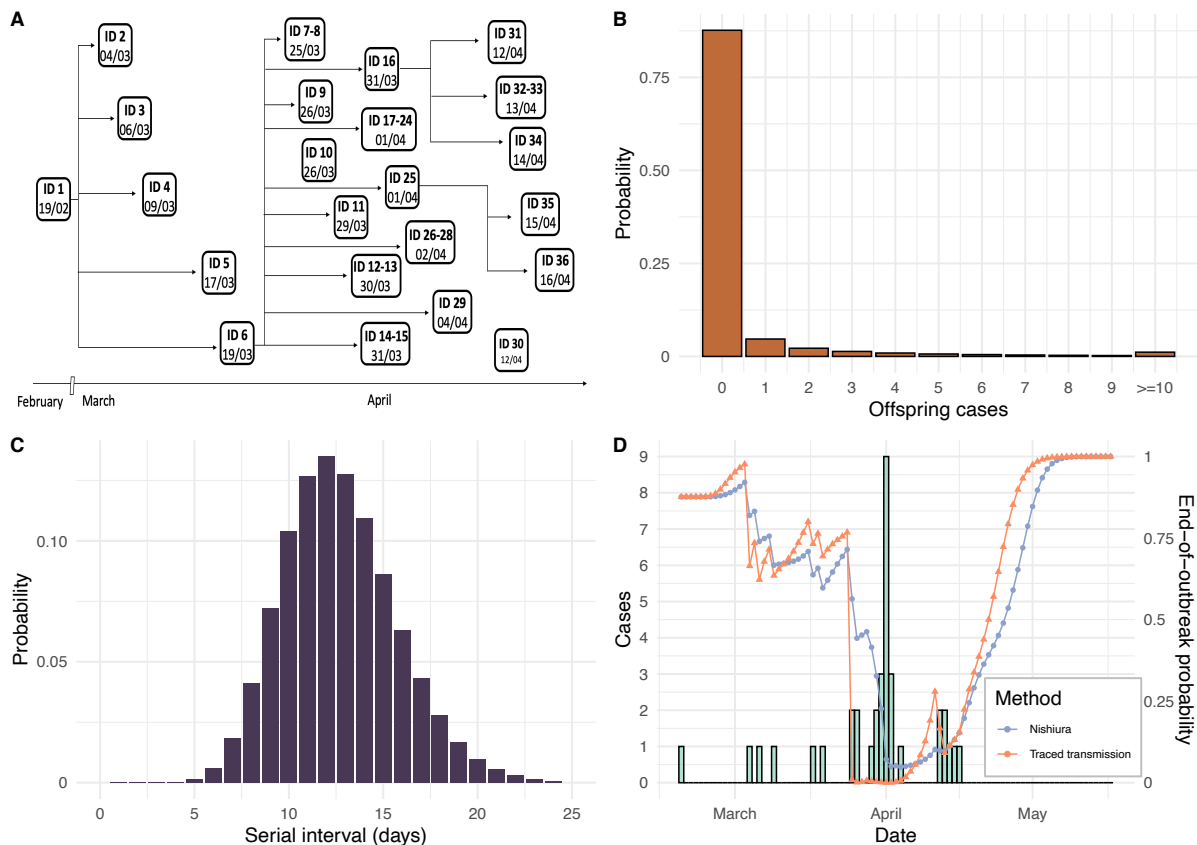 A
ID 1
19/02
ID 2
04/03
ID 3
06/03
ID 4
09/03
ID 5
17/03
ID 6
19/03
ID 7-8
25/03
ID 9
26/03
ID 10
26/03
ID 11
29/03
ID 12-13
30/03
ID 14-15
31/03
ID 16
31/03
ID 17-24
01/04
ID 25
01/04
ID 26-28
02/04
ID 29
04/04
ID 30
12/04
ID 31
12/04
ID 32-33
13/04
ID 34
14/04
ID 35
15/04
ID 36
16/04
February March April
B
Probability
0.75
0.50
0.25
0
0 1 2 3 4 5 6 7 8 9 >=10
Offspring cases
C
Probability
0.10
0.05
0
0 5 10 15 20 25
Serial interval (days)
D
Cases
9
8
7
6
5
4
3
2
1
0
1
0.75
0.5
0.25
0
End-of-outbreak probability
Method
Nishiura
Traced transmission
March April May
Date